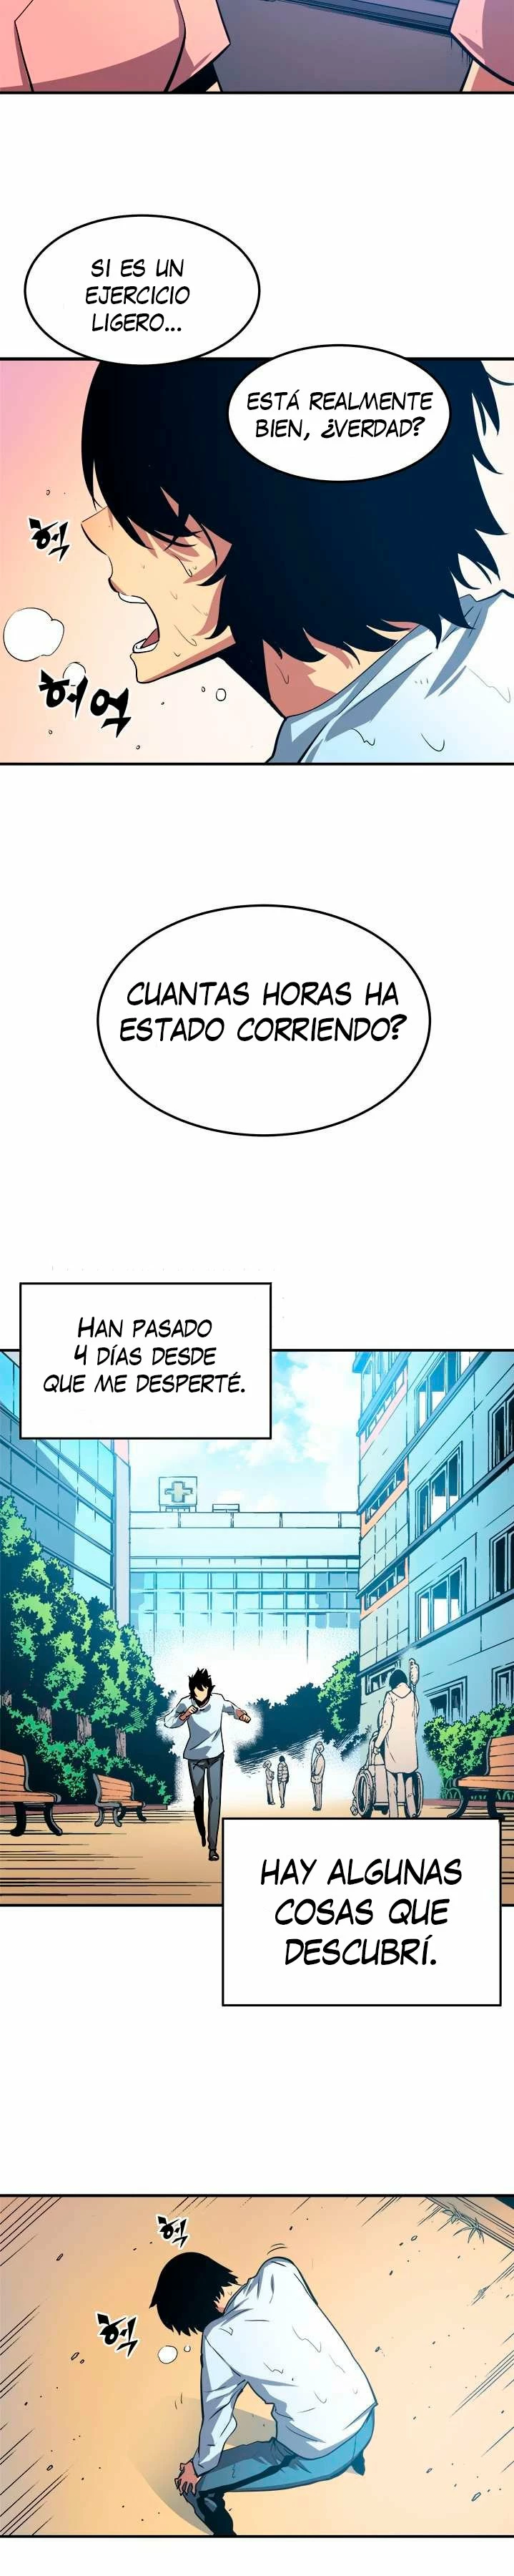 SI ES UN
EJERCICIO
LIGERO...
ESTÁ REALMENTE
BIEN, ¿VERDAD?
헉
허억
CUANTAS HORAS HA
ESTADO CORRIENDO?
HAN PASADO
4 DÍAS DESDE
QUE ME DESPERTÉ.
HAY ALGUNAS
COSAS QUE
DESCUBRÍ.
헉
헉